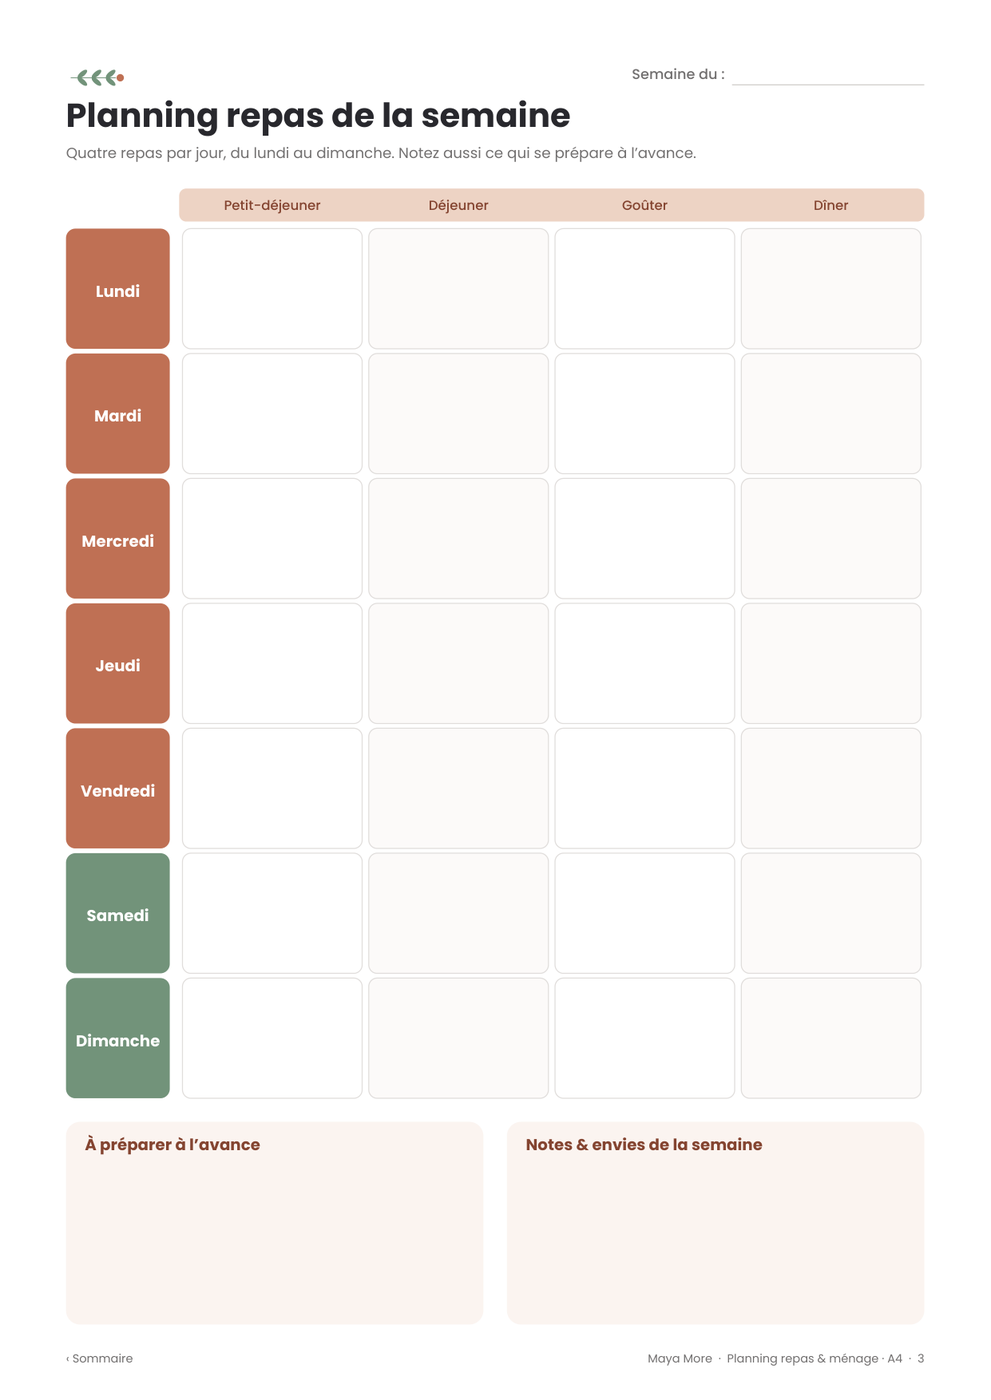 Semaine du :
Planning repas de la semaine
Quatre repas par jour, du lundi au dimanche. Notez aussi ce qui se prépare à l’avance.
Petit-déjeuner Déjeuner Goûter Dîner
Lundi
Mardi
Mercredi
Jeudi
Vendredi
Samedi
Dimanche
À préparer à l’avance
Notes & envies de la semaine
‹ Sommaire
Maya More · Planning repas & ménage · A4 · 3